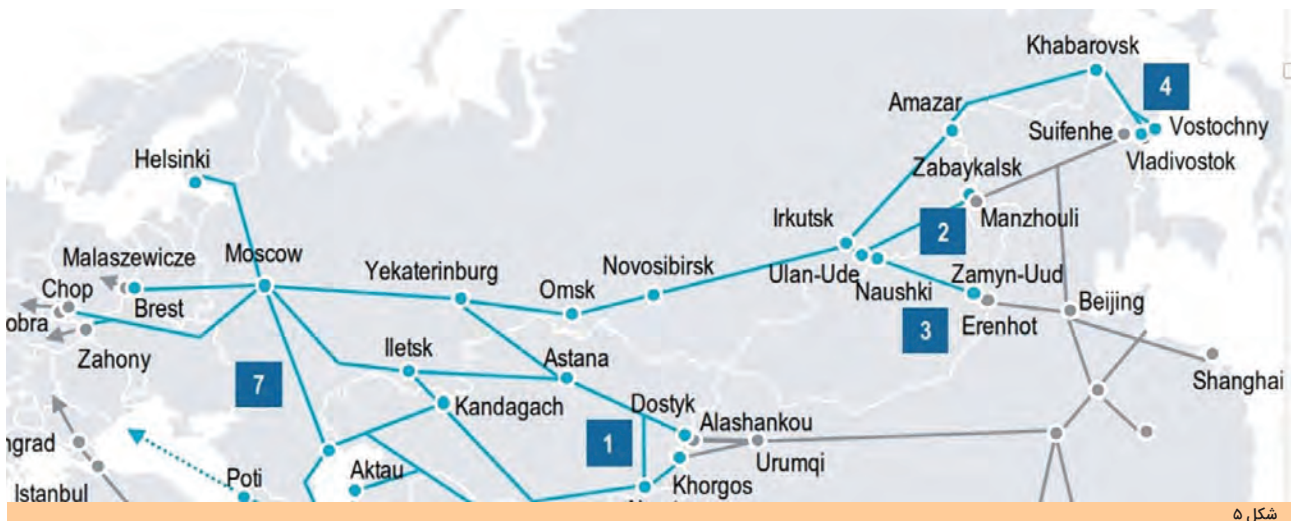 Khabarovsk
4
Amazar
Suifenhe
Vostochny
Vladivostok
Helsinki
Zabaykalsk
Manzhouli
Irkutsk
2
Malaszewicze
Moscow
Yekaterinburg
Omsk
Novosibirsk
Ulan-Ude
Zamyn-Uud
Chop
Brest
Naushki
Beijing
obra
Erenhot
3
Zahony
Iletsk
Astana
Shanghai
7
Kandagach
Dostyk
Alashankou
1
Urumqi
ngrad
Aktau
Khorgos
Poti
Istanbul
شکل ۵